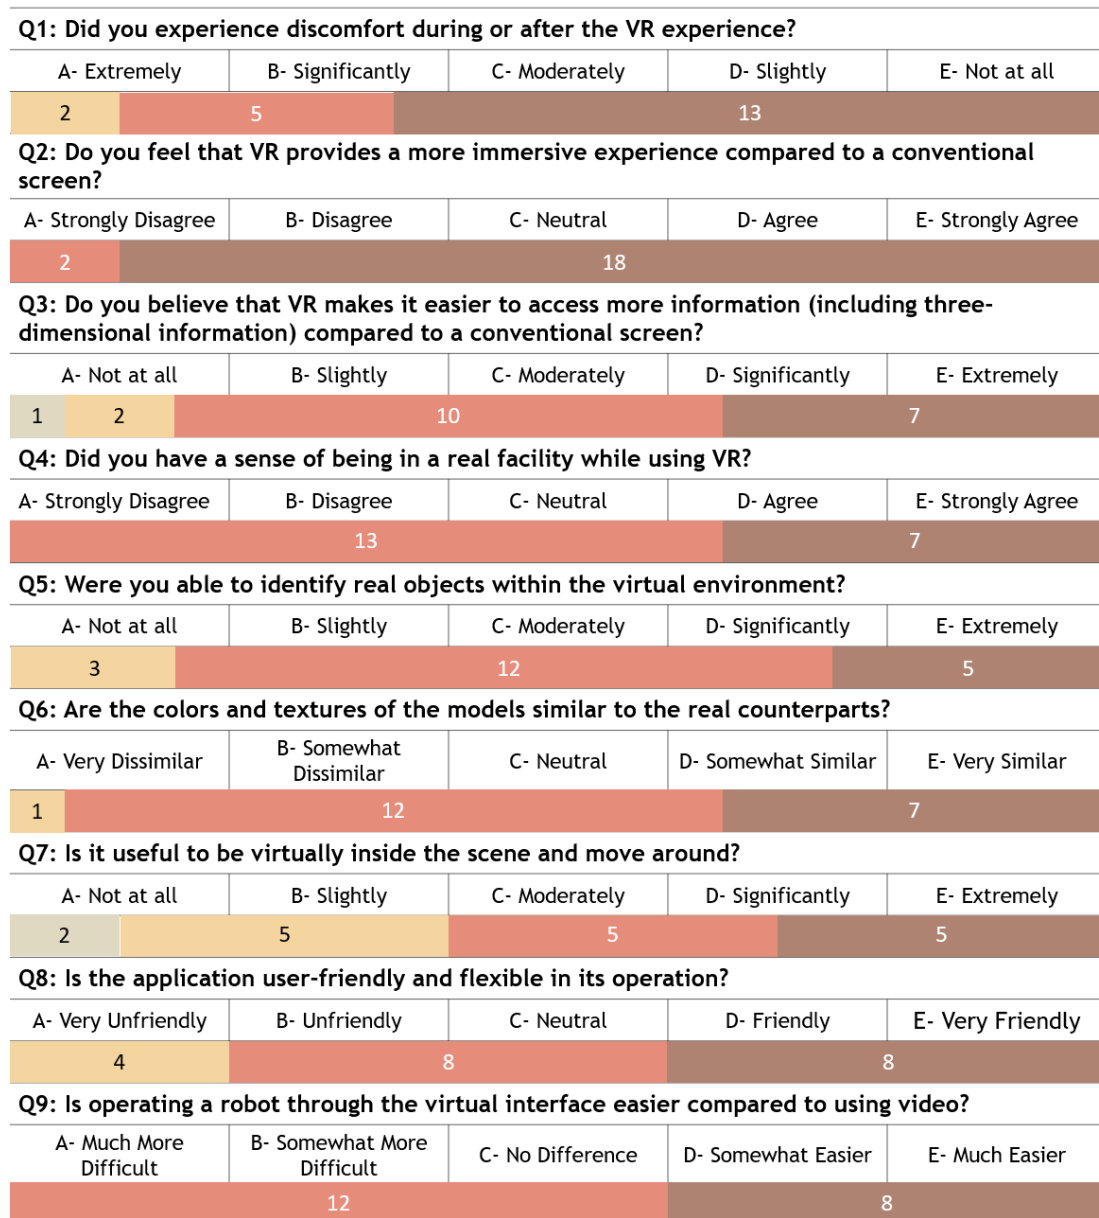 Q1: Did you experience discomfort during or after the VR experience?
A- Extremely B- Significantly C- Moderately D- Slightly E- Not at all
2 5 13
Q2: Do you feel that VR provides a more immersive experience compared to a conventional
screen?
A- Strongly Disagree B- Disagree C- Neutral D- Agree E- Strongly Agree
2 18
Q3: Do you believe that VR makes it easier to access more information (including three-
dimensional information) compared to a conventional screen?
A- Not at all B- Slightly C- Moderately D- Significantly E- Extremely
1 2 10 7
Q4: Did you have a sense of being in a real facility while using VR?
A- Strongly Disagree B- Disagree C- Neutral D- Agree E- Strongly Agree
13 7
Q5: Were you able to identify real objects within the virtual environment?
A- Not at all B- Slightly C- Moderately D- Significantly E- Extremely
3 12 5
Q6: Are the colors and textures of the models similar to the real counterparts?
A- Very Dissimilar B- Somewhat Dissimilar C- Neutral D- Somewhat Similar E- Very Similar
1 12 7
Q7: Is it useful to be virtually inside the scene and move around?
A- Not at all B- Slightly C- Moderately D- Significantly E- Extremely
2 5 5 5
Q8: Is the application user-friendly and flexible in its operation?
A- Very Unfriendly B- Unfriendly C- Neutral D- Friendly E- Very Friendly
4 8 8
Q9: Is operating a robot through the virtual interface easier compared to using video?
A- Much More Difficult B- Somewhat More Difficult C- No Difference D- Somewhat Easier E- Much Easier
12 8